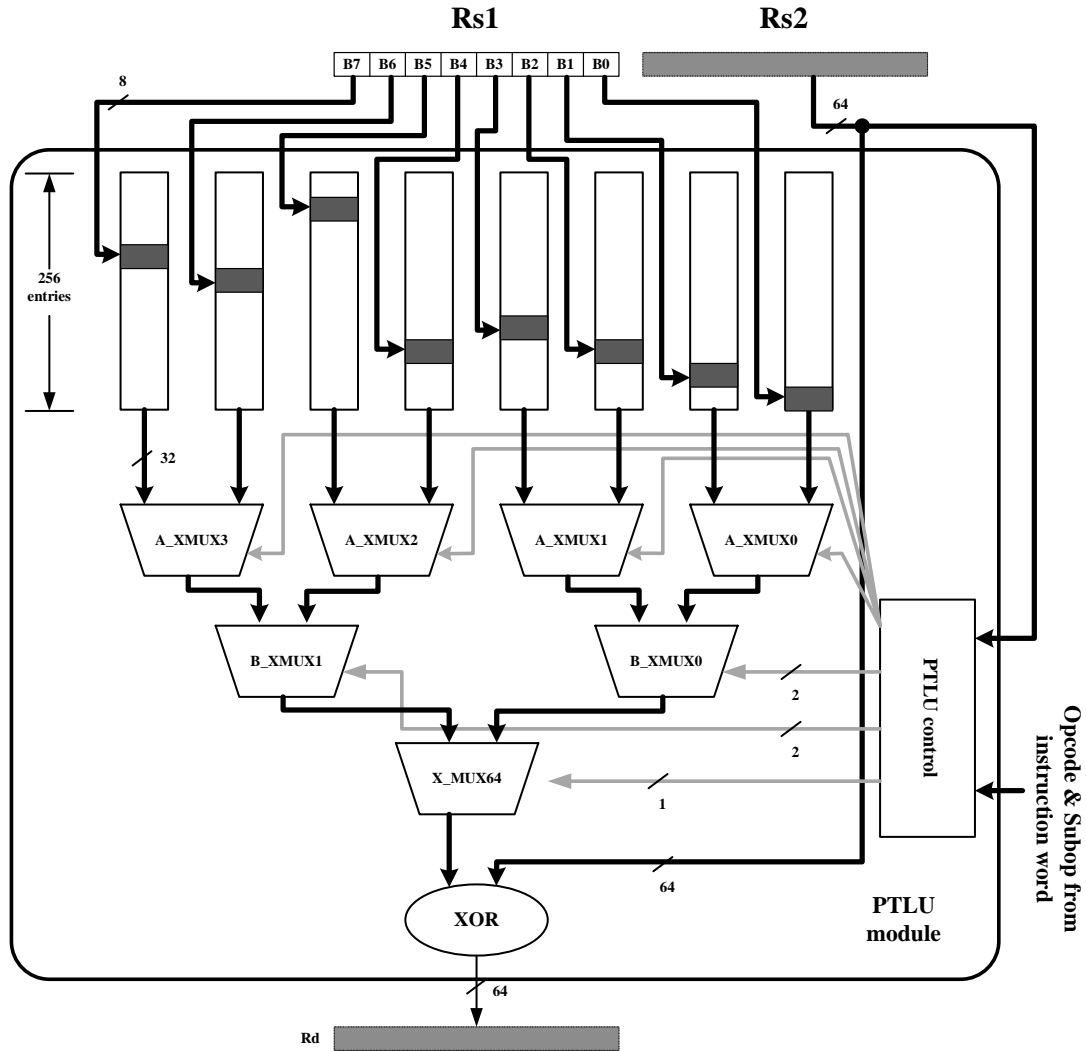 Rs1
Rs2
B7 B6 B5 B4 B3 B2 B1 B0
8
64
256
entries
32
A_XMUX3
A_XMUX2
A_XMUX1
A_XMUX0
B_XMUX1
B_XMUX0
2
2
X_MUX64
1
PTLU control
Opcode & Subop from
instruction word
64
XOR
PTLU
module
64
Rd